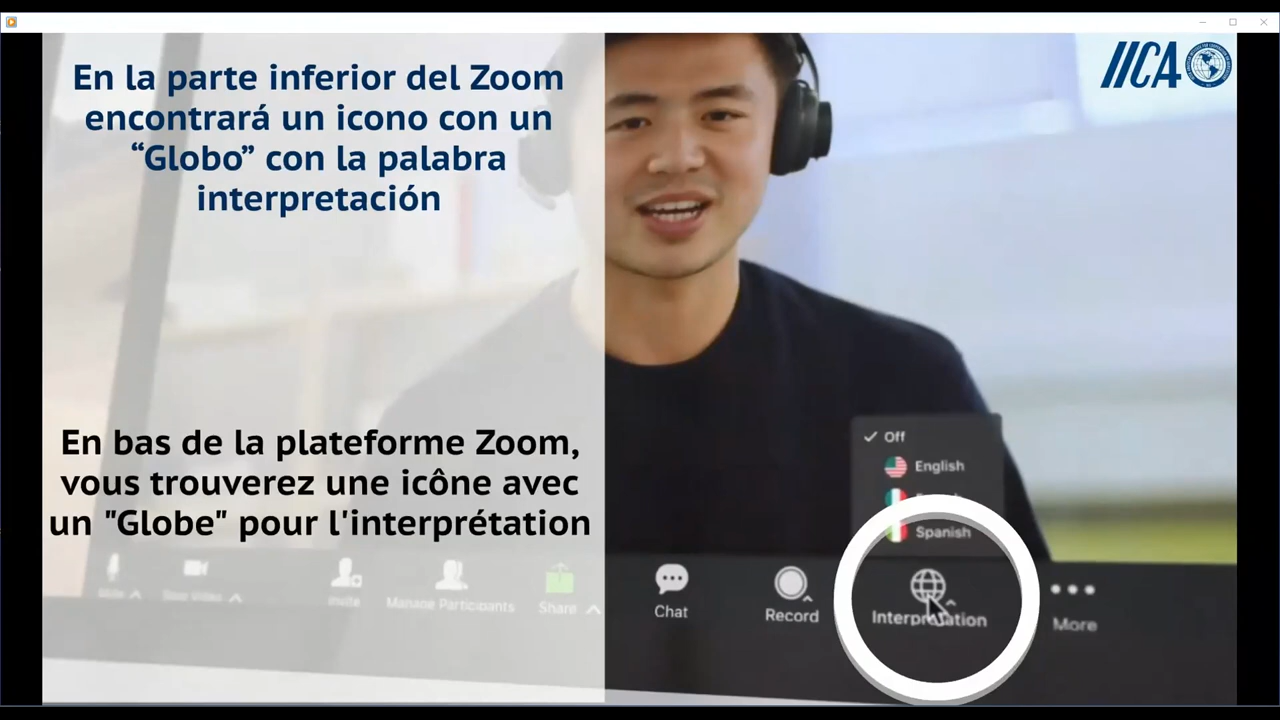 IICA
En la parte inferior del Zoom
encontrará un icono con un
“Globo” con la palabra
interpretación
En bas de la plateforme Zoom,
vous trouverez une icône avec
un "Globe" pour l'interprétation
Off
English
Spanish
Invite
Manage Participants
Share
Chat
Record
Interpretation
More